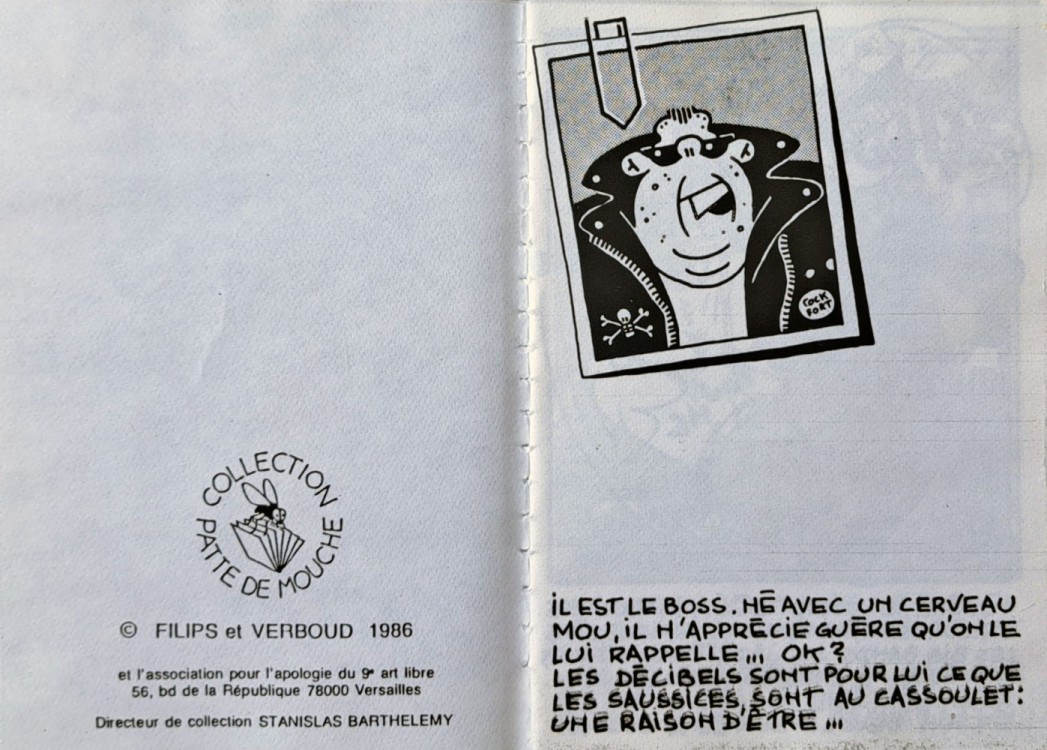 COLLECTION
PATTE DE MOUCHE
© FILIPS et VERBOUD 1986
et l'association pour l'apologie du 9e art libre
56, bd de la République 78000 Versailles
Directeur de collection STANISLAS BARTHELEMY
COCK
FORT
IL EST LE BOSS. NÉ AVEC UN CERVEAU
MOU, IL N'APPRÉCIE GUÈRE QU'ON LE
LUI RAPPELLE... OK?
LES DÉCIBELS SONT POUR LUI CE QUE
LES SAUSSICES, SONT AU CASSOULET:
UNE RAISON D'ÊTRE...